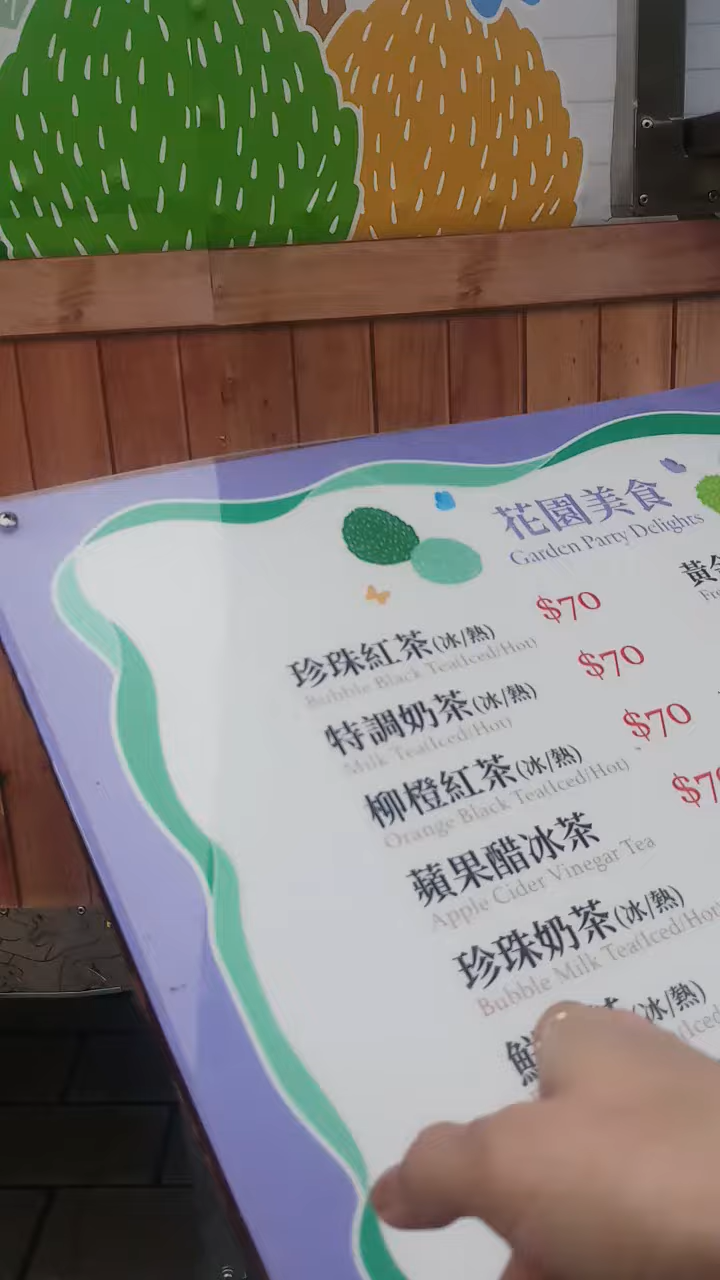 花園美食
Garden Party Delights
珍珠紅茶(冰/熱) $70
Bubble Black Tea(Iced/Hot)
特調奶茶(冰/熱) $70
Milk Tea(Iced/Hot)
柳橙紅茶(冰/熱) $70
Orange Black Tea(Iced/Hot)
蘋果醋冰茶
Apple Cider Vinegar Tea
珍珠奶茶(冰/熱)
Bubble Milk Tea(Iced/Hot
(冰/熱)